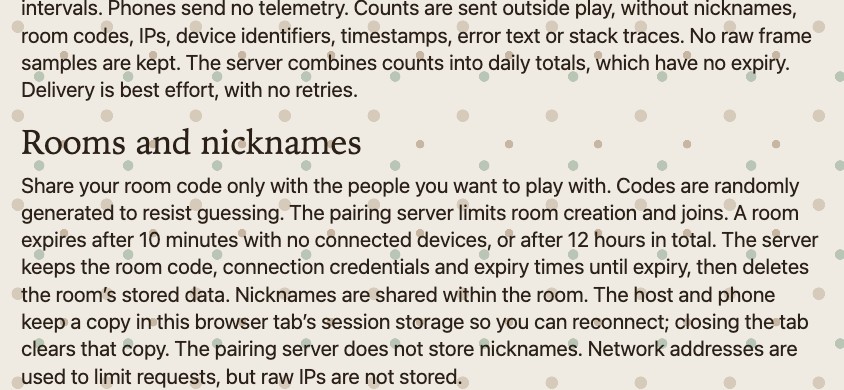 intervals. Phones send no telemetry. Counts are sent outside play, without nicknames,
room codes, IPs, device identifiers, timestamps, error text or stack traces. No raw frame
samples are kept. The server combines counts into daily totals, which have no expiry.
Delivery is best effort, with no retries.
Rooms and nicknames
Share your room code only with the people you want to play with. Codes are randomly
generated to resist guessing. The pairing server limits room creation and joins. A room
expires after 10 minutes with no connected devices, or after 12 hours in total. The server
keeps the room code, connection credentials and expiry times until expiry, then deletes
the room’s stored data. Nicknames are shared within the room. The host and phone
keep a copy in this browser tab’s session storage so you can reconnect; closing the tab
clears that copy. The pairing server does not store nicknames. Network addresses are
used to limit requests, but raw IPs are not stored.